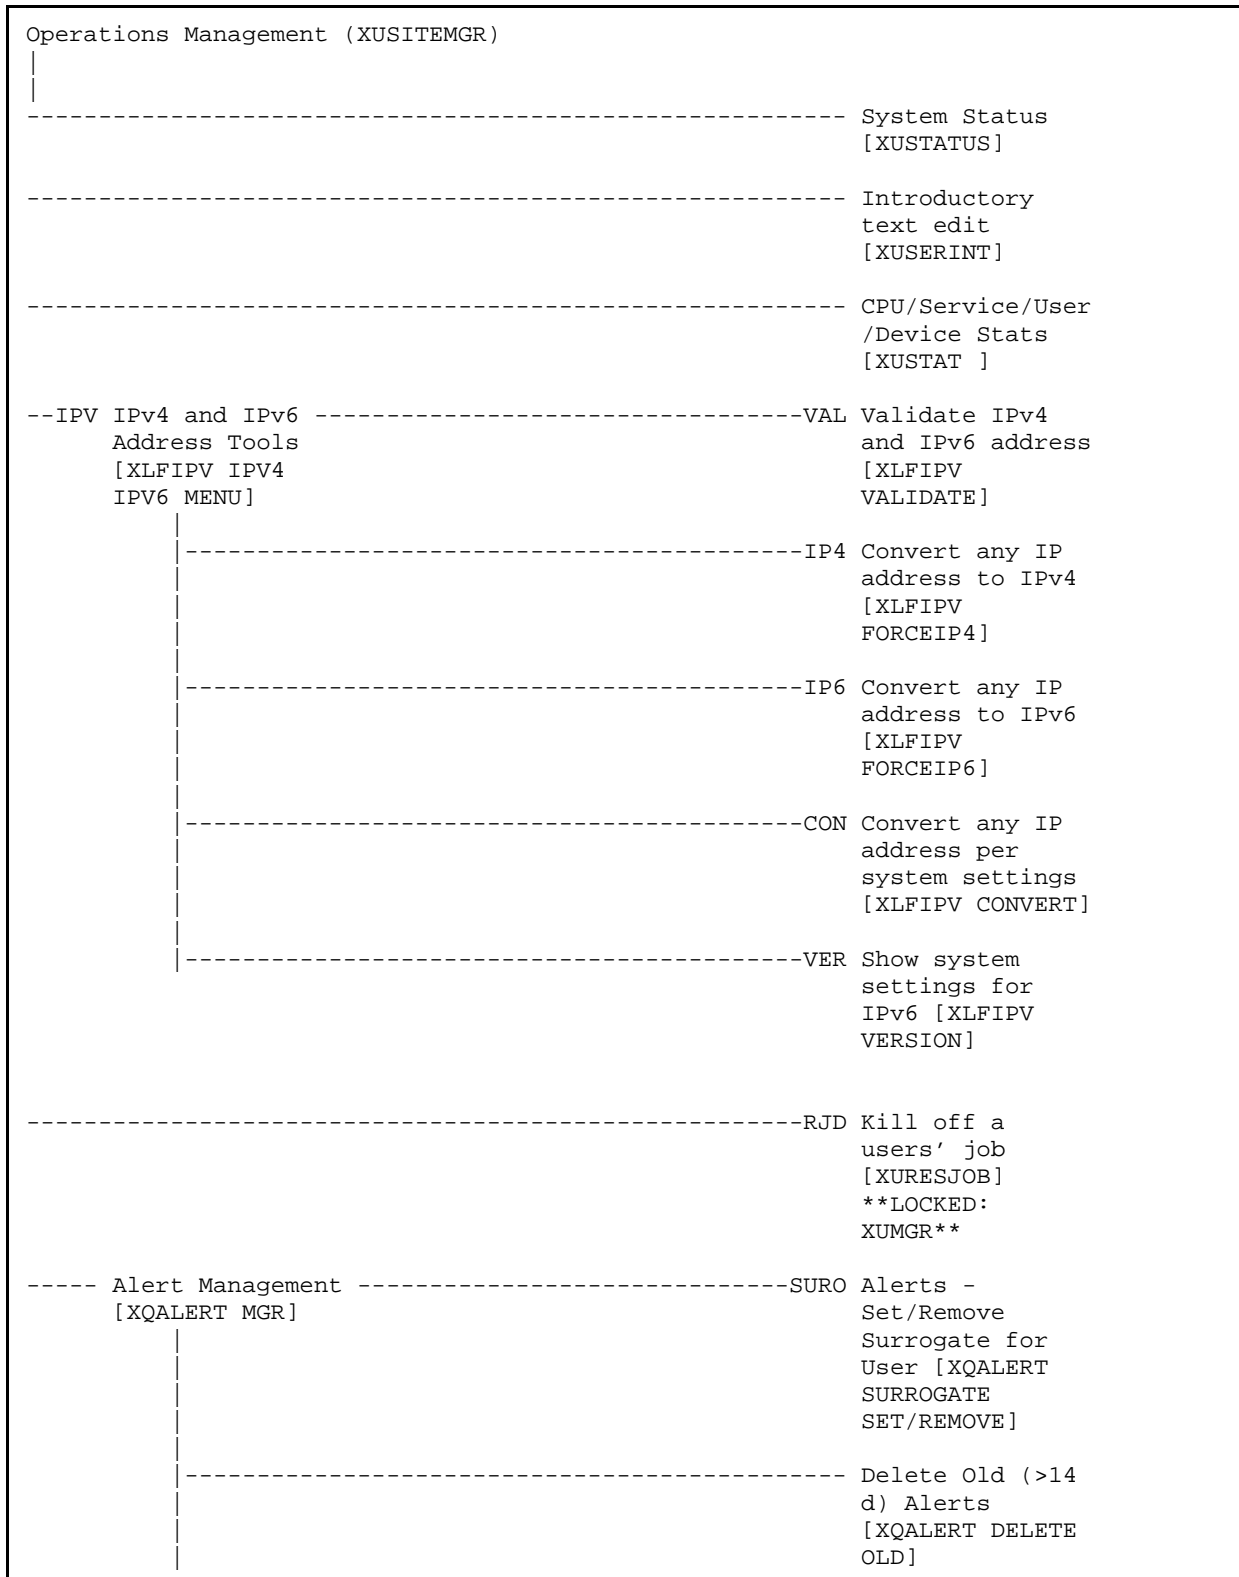 Operations Management (XUSITEMGR)
|
|
--------------------------------------------------------- System Status
[XUSTATUS]
--------------------------------------------------------- Introductory
text edit
[XUSERINT]
--------------------------------------------------------- CPU/Service/User
/Device Stats
[XUSTAT ]
--IPV IPv4 and IPv6 ----------------------------------VAL Validate IPv4
Address Tools and IPv6 address
[XLFIPV IPV4 [XLFIPV
IPV6 MENU] VALIDATE]
|
|-------------------------------------------IP4 Convert any IP
| address to IPv4
| [XLFIPV
| FORCEIP4]
|
|-------------------------------------------IP6 Convert any IP
| address to IPv6
| [XLFIPV
| FORCEIP6]
|
|-------------------------------------------CON Convert any IP
| address per
| system settings
| [XLFIPV CONVERT]
|
|-------------------------------------------VER Show system
settings for
IPv6 [XLFIPV
VERSION]
------------------------------------------------------RJD Kill off a
users’ job
[XURESJOB]
**LOCKED:
XUMGR**
----- Alert Management ------------------------------SURO Alerts -
[XQALERT MGR] Set/Remove
| Surrogate for
| User [XQALERT
| SURROGATE
| SET/REMOVE]
|
|---------------------------------------------- Delete Old (>14
| d) Alerts
| [XQALERT DELETE
| OLD]